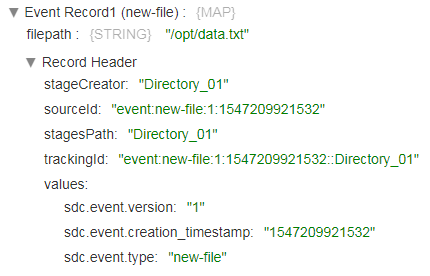 Event Record1 (new-file) : {MAP}
filepath : {STRING} "/opt/data.txt"
Record Header
stageCreator: "Directory_01"
sourceId: "event:new-file:1:1547209921532"
stagesPath: "Directory_01"
trackingId: "event:new-file:1:1547209921532::Directory_01"
values:
sdc.event.version: "1"
sdc.event.creation_timestamp: "1547209921532"
sdc.event.type: "new-file"